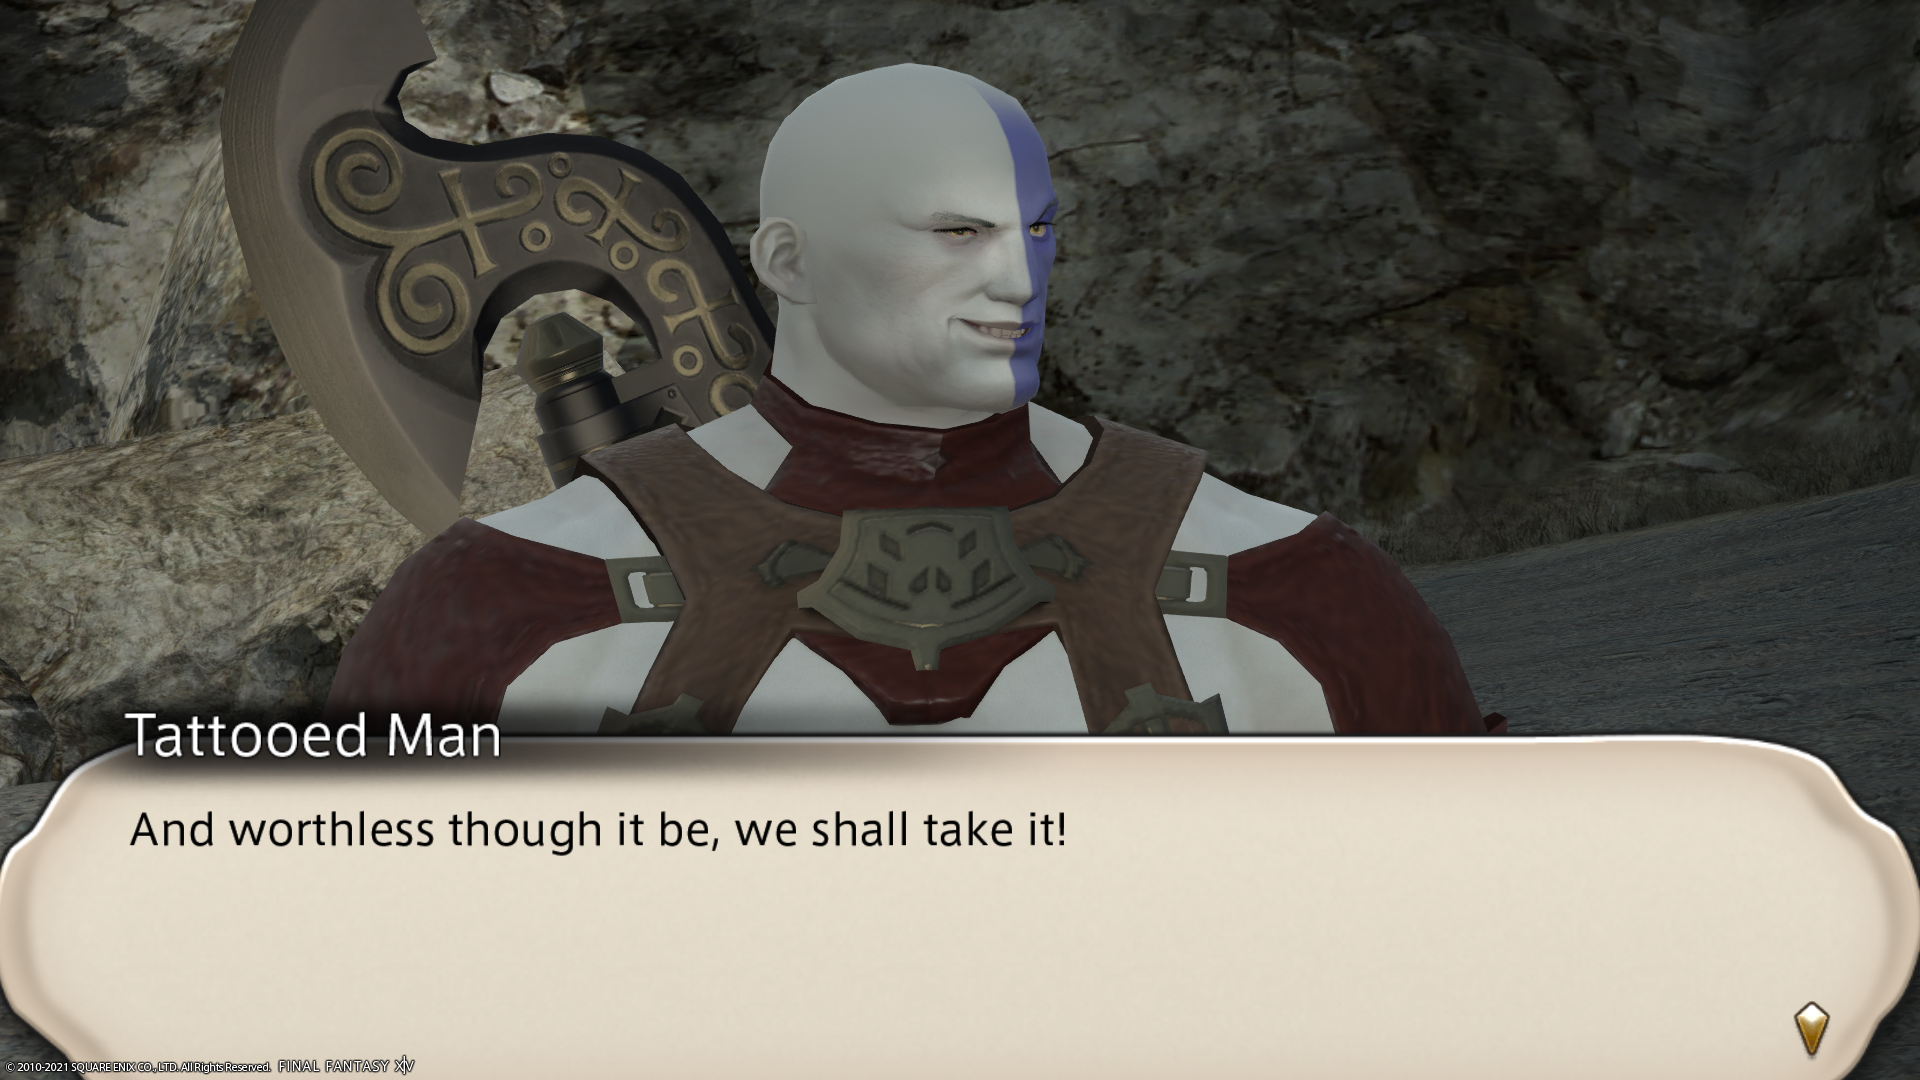 Tattooed Man
And worthless though it be, we shall take it!
© 2010-2021 SQUARE ENIX CO., LTD. All Rights Reserved. FINAL FANTASY XIV